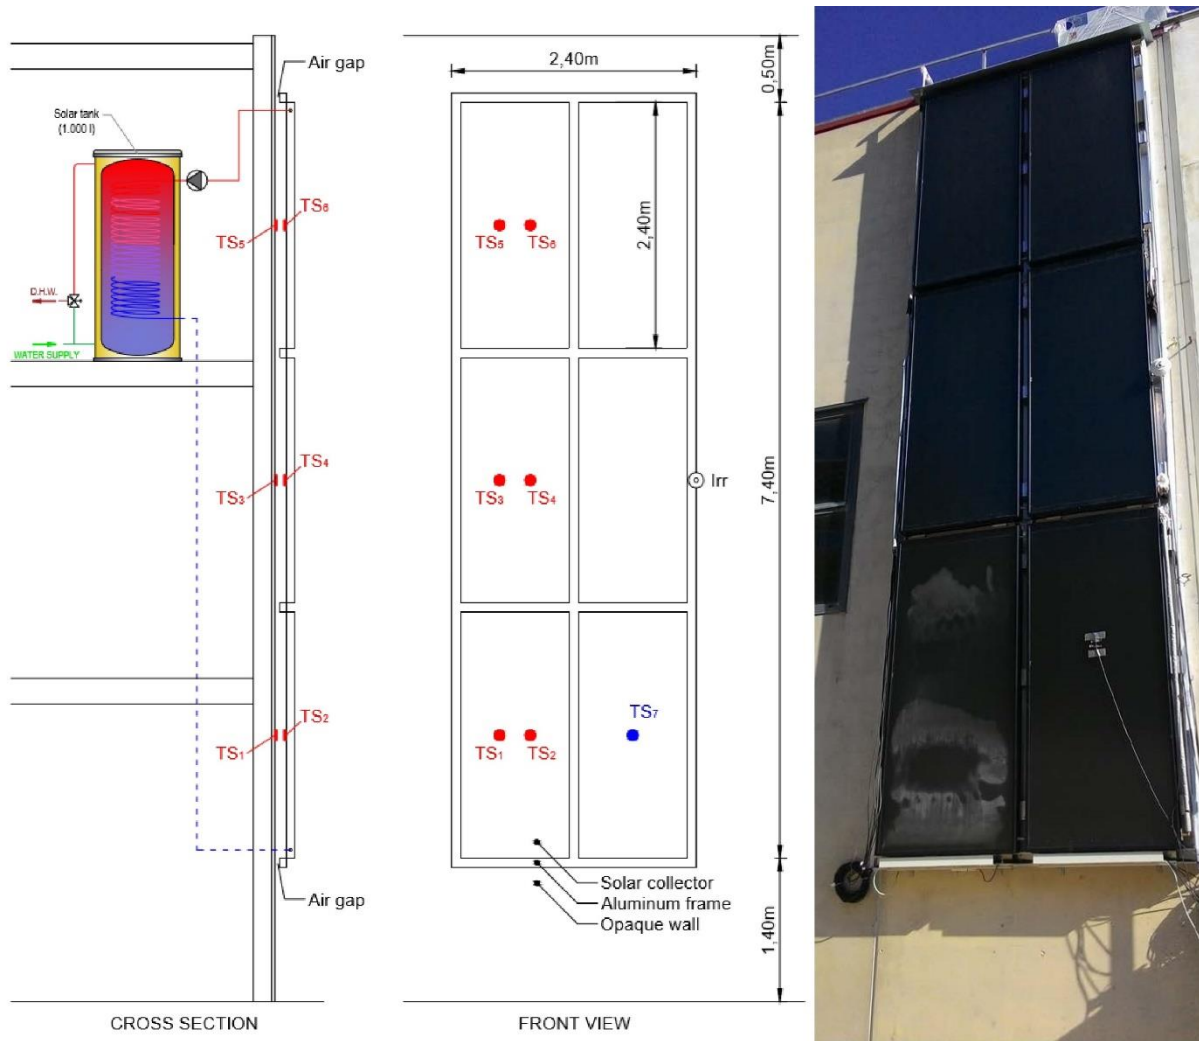 Air gap
Solar tank
(1.000 l)
TS6
TS5
D.H.W.
WATER SUPPLY
TS4
TS3
TS2
TS1
Air gap
CROSS SECTION
2,40m
0,50m
2,40m
TS5
TS6
TS3
TS4
Irr
7,40m
TS7
TS1
TS2
Solar collector
Aluminum frame
Opaque wall
1,40m
FRONT VIEW